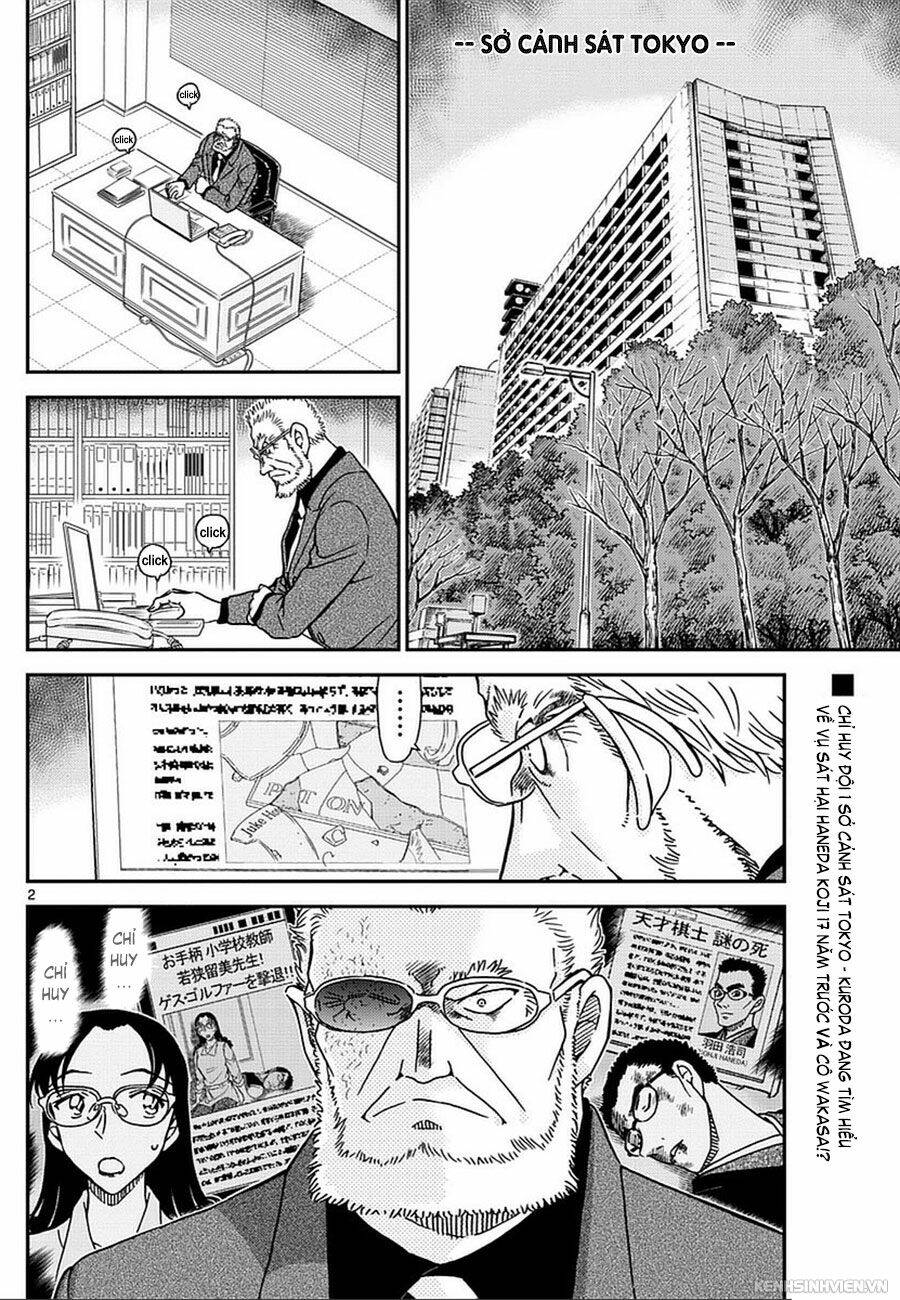 -- SỞ CẢNH SÁT TOKYO --
click
click
click
click
......
P T ON
Juke
CHỈ HUY ĐỘI 1 SỞ CẢNH SÁT TOKYO - KURODA ĐANG TÌM HIỂU
VỀ VỤ SÁT HẠI HANEDA KOJI 17 NĂM TRƯỚC VÀ CÔ WAKASA!?
2
CHỈ
HUY
...
CHỈ
HUY
...
お手柄 小学校教師
若狭留美先生!
ゲス・ゴルファーを撃退!!
天才棋士 謎の死
羽田 浩司
(KOHJI HANEDA)
KENHSINHVIEN.VN